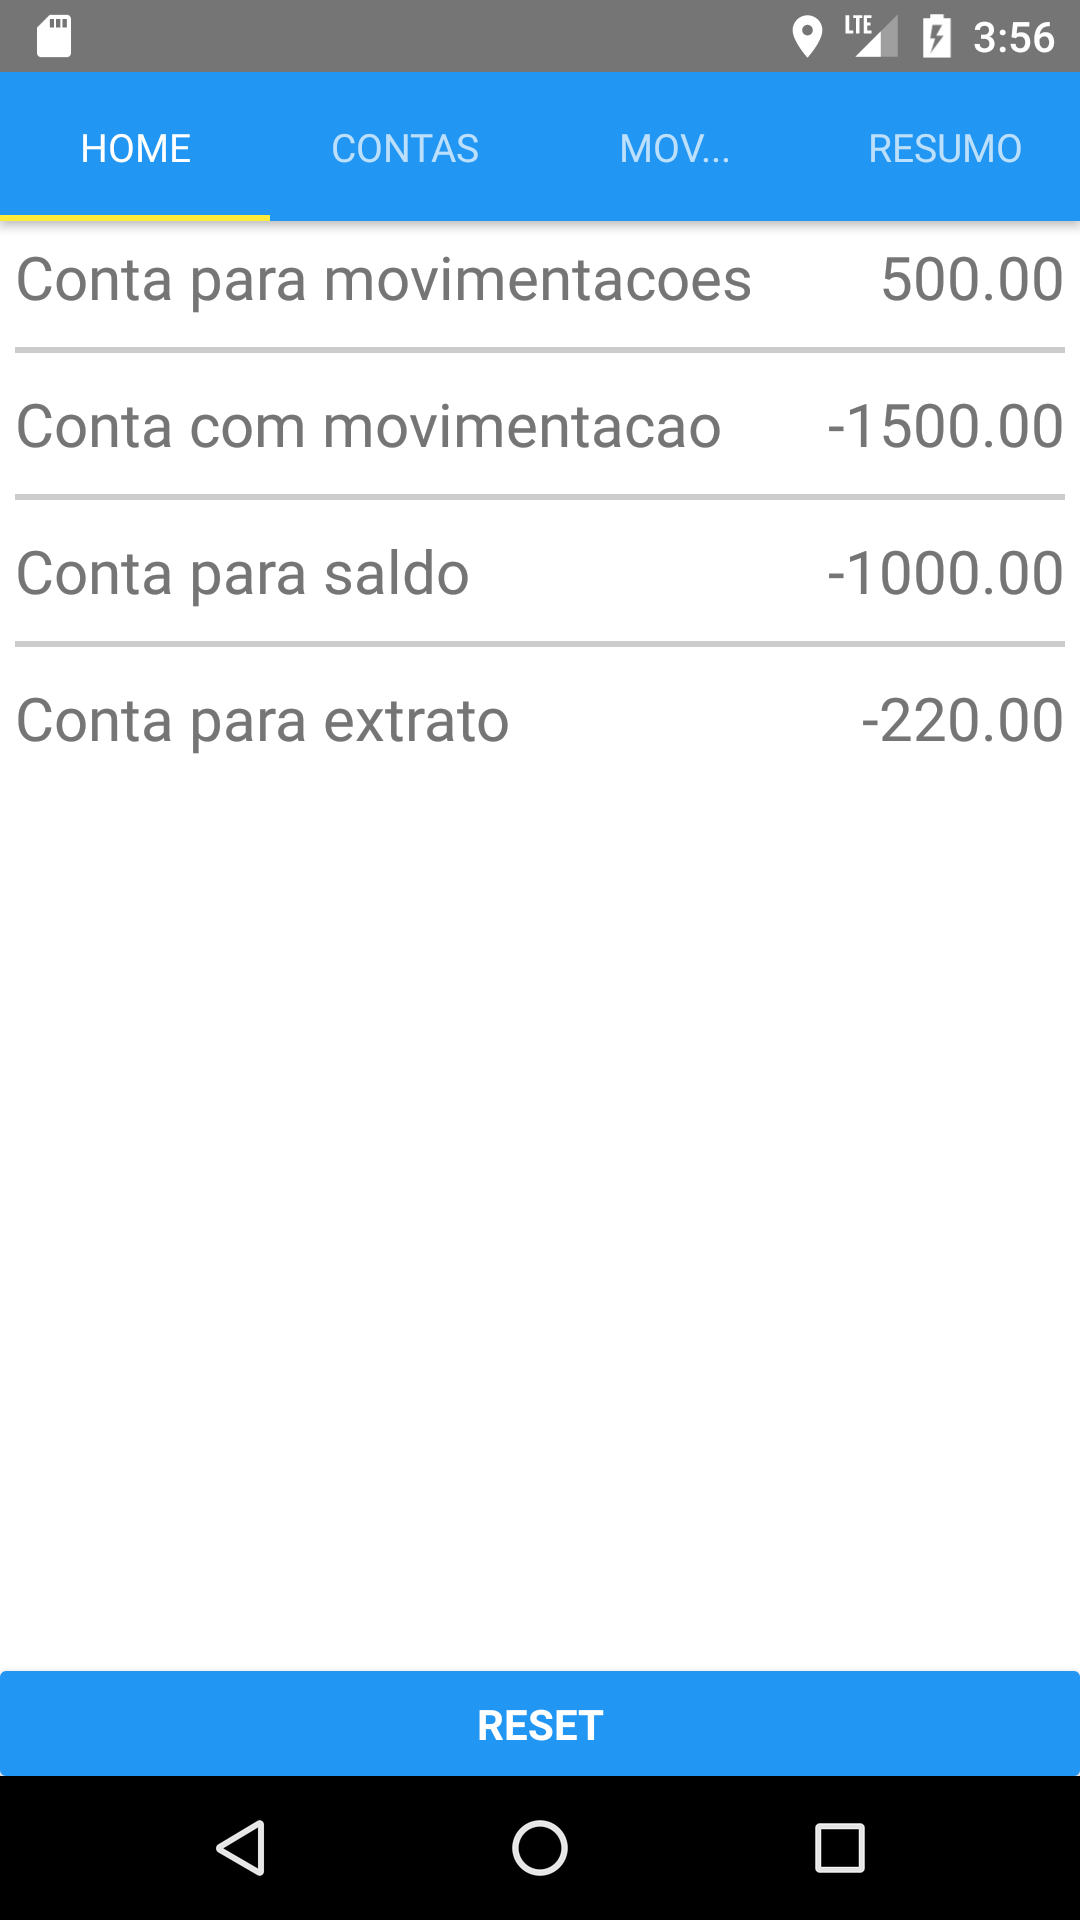 LTE 3:56
HOME CONTAS MOV... RESUMO
Conta para movimentacoes 500.00
Conta com movimentacao -1500.00
Conta para saldo -1000.00
Conta para extrato -220.00
RESET